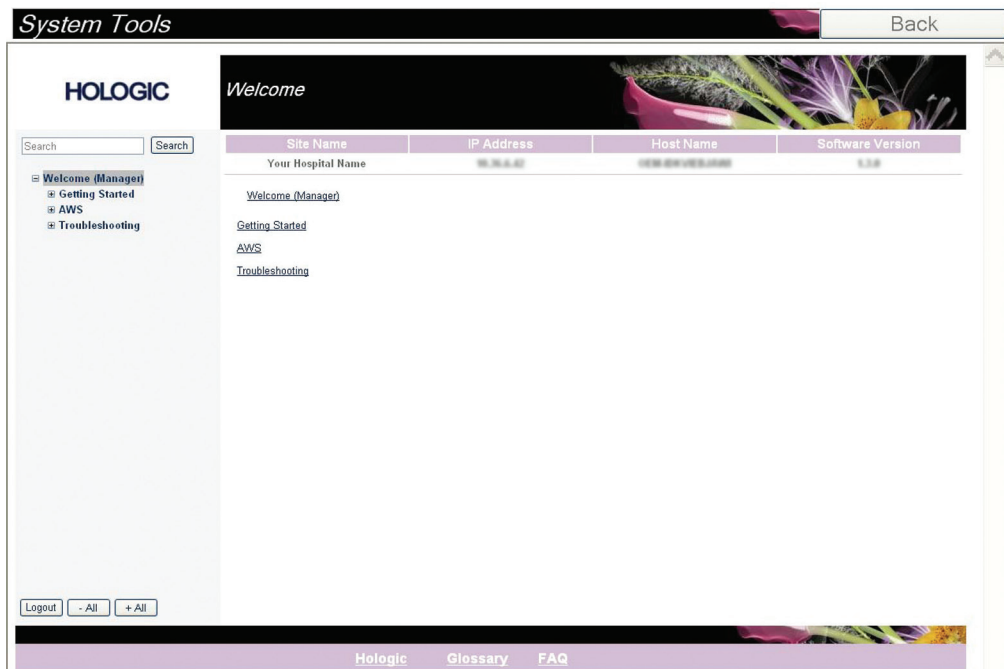 System Tools
Back
HOLOGIC
Welcome
Search Search
Site Name IP Address Host Name Software Version
Your Hospital Name
Welcome (Manager)
Getting Started
AWS
Troubleshooting
Welcome (Manager)
Getting Started
AWS
Troubleshooting
Logout - All + All
Hologic Glossary FAQ